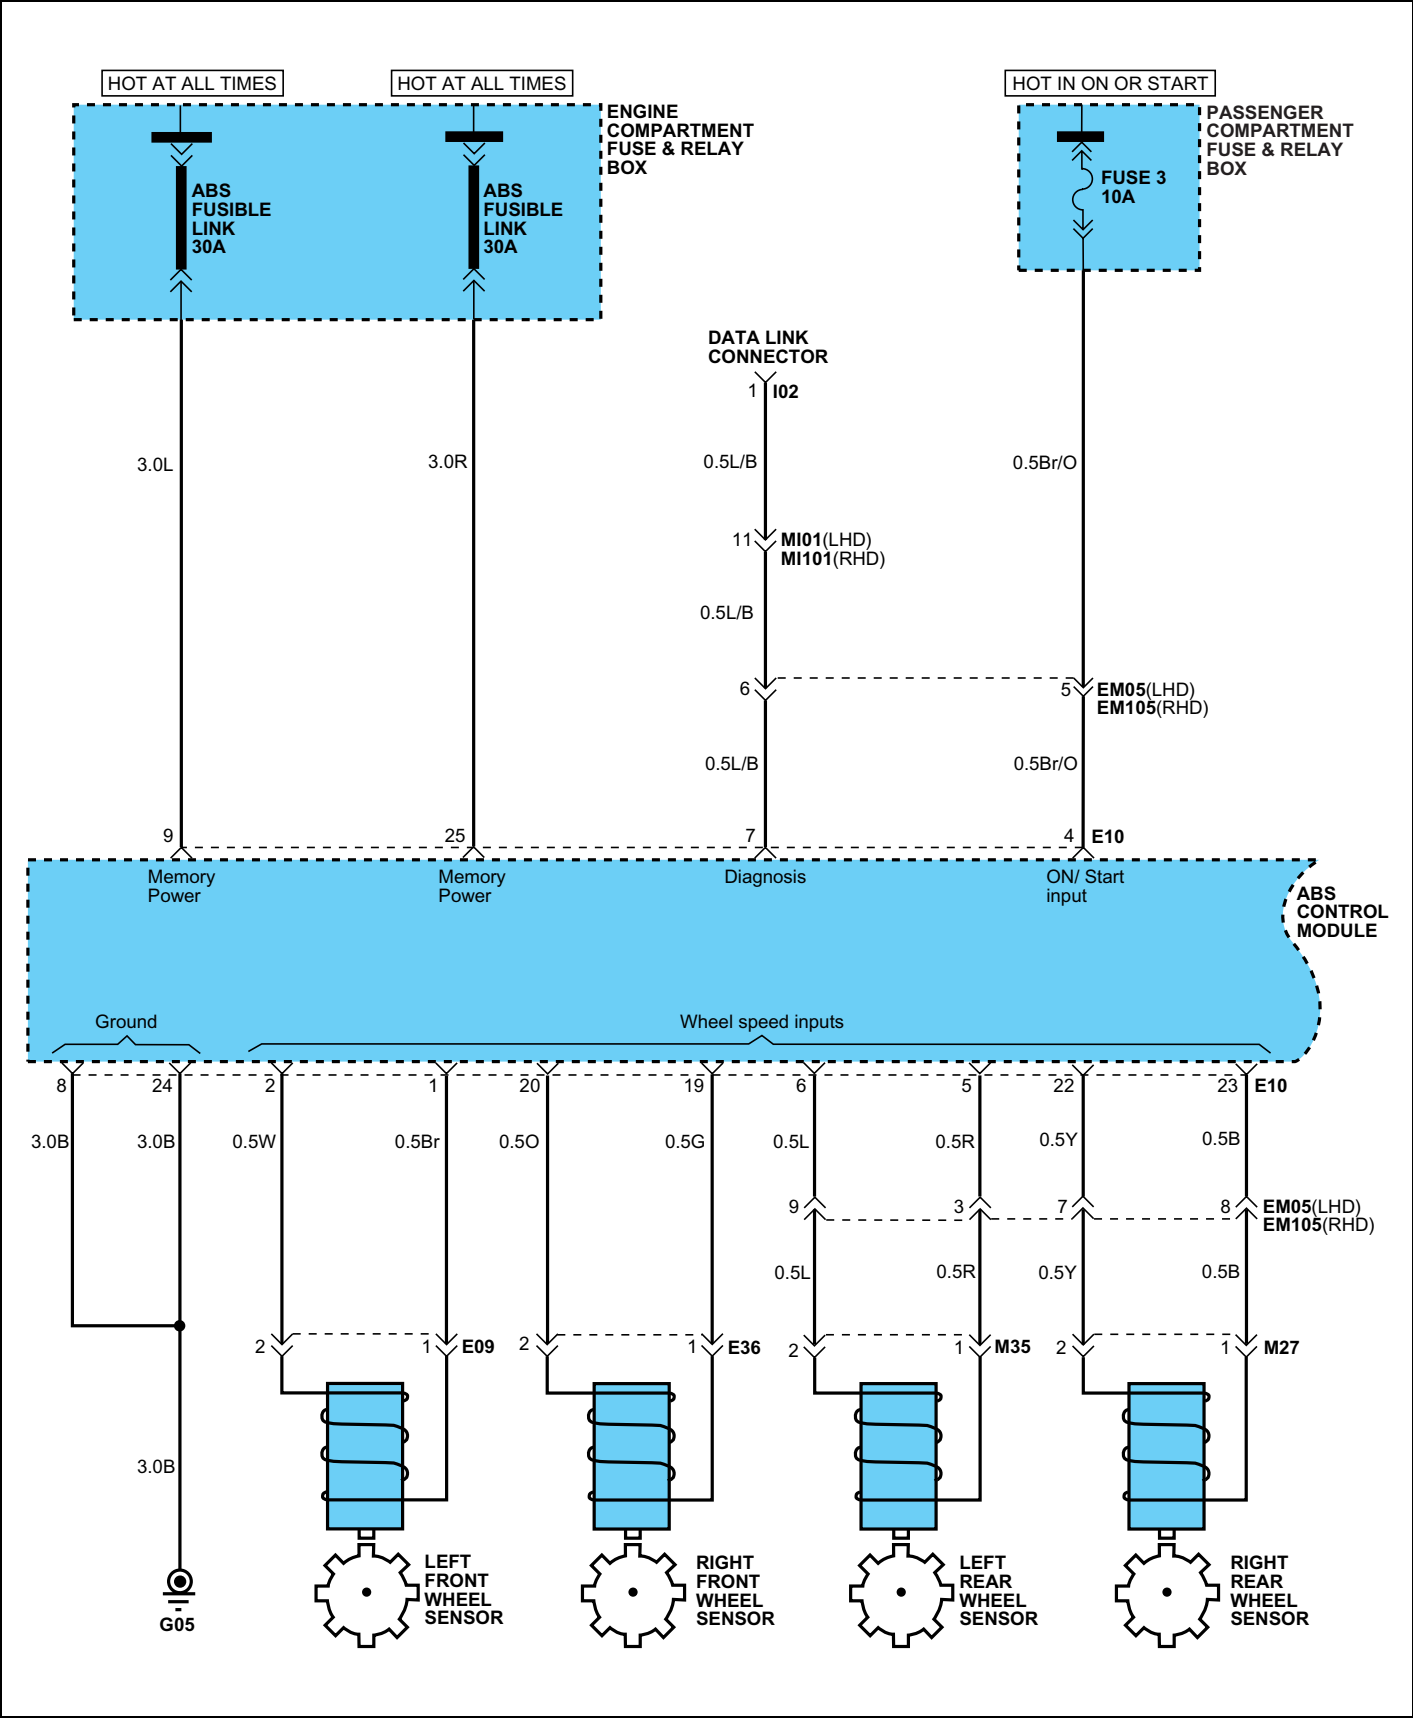 HOT AT ALL TIMES
HOT AT ALL TIMES
HOT IN ON OR START
ENGINE
COMPARTMENT
FUSE & RELAY
BOX
PASSENGER
COMPARTMENT
FUSE & RELAY
BOX
ABS
FUSIBLE
LINK
30A
ABS
FUSIBLE
LINK
30A
FUSE 3
10A
DATA LINK
CONNECTOR
1 I02
3.0L
3.0R
0.5L/B
0.5Br/O
11 MI01(LHD)
MI101(RHD)
0.5L/B
6
5 EM05(LHD)
EM105(RHD)
0.5L/B
0.5Br/O
9
25
7
4 E10
Memory
Power
Memory
Power
Diagnosis
ON/ Start
input
ABS
CONTROL
MODULE
Ground
Wheel speed inputs
8
24
2
1
20
19
6
5
22
23 E10
3.0B
3.0B
0.5W
0.5Br
0.5O
0.5G
0.5L
0.5R
0.5Y
0.5B
9
3
7
8 EM05(LHD)
EM105(RHD)
0.5L
0.5R
0.5Y
0.5B
2
1 E09
2
1 E36
2
1 M35
2
1 M27
3.0B
G05
LEFT
FRONT
WHEEL
SENSOR
RIGHT
FRONT
WHEEL
SENSOR
LEFT
REAR
WHEEL
SENSOR
RIGHT
REAR
WHEEL
SENSOR